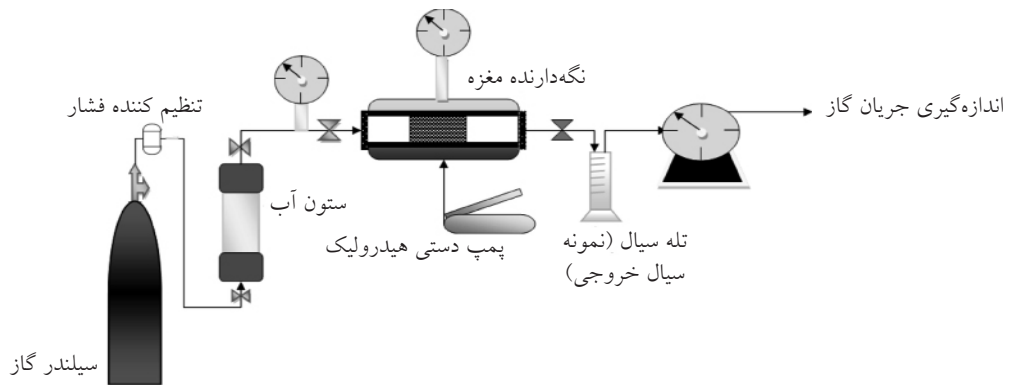 نگه‌دارنده مغزه
تنظیم کننده فشار
اندازه‌گیری جریان گاز
ستون آب
پمپ دستی هیدرولیک
تله سیال (نمونه
سیال خروجی)
سیلندر گاز